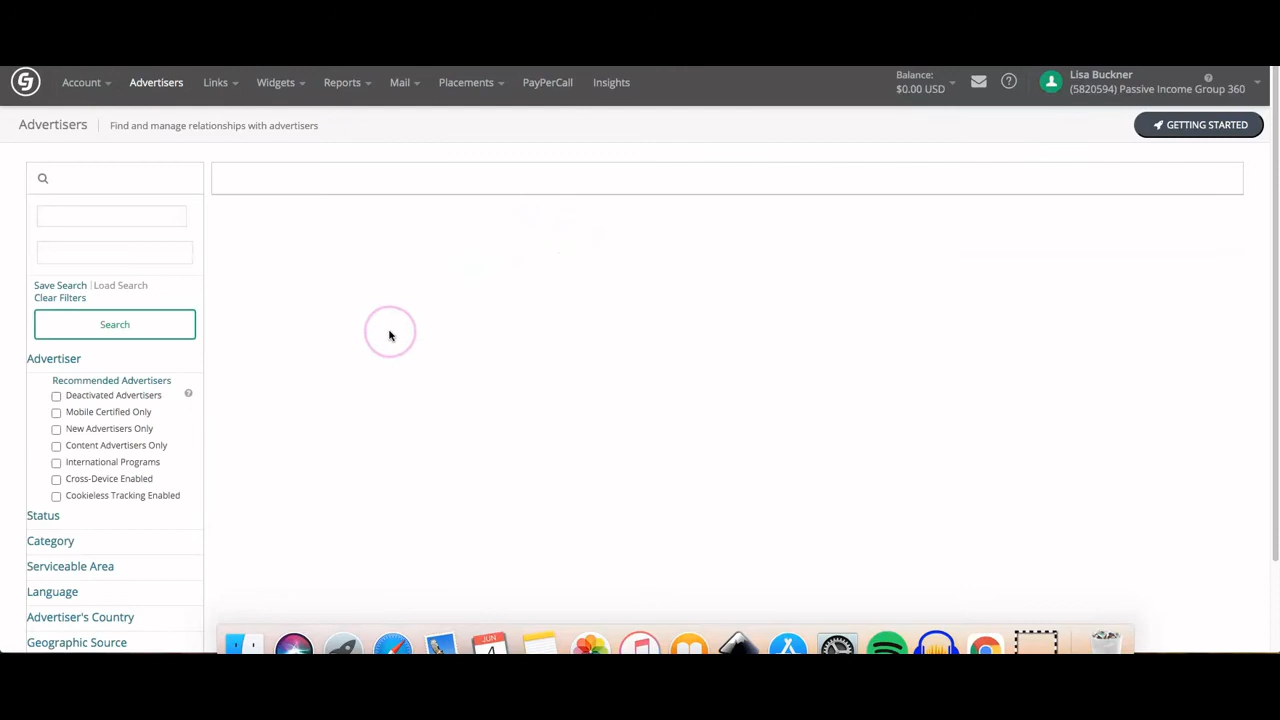 Account
Advertisers
Links
Widgets
Reports
Mail
Placements
PayPerCall
Insights
Balance:
$0.00 USD
Lisa Buckner
(5820594) Passive Income Group 360
Advertisers
Find and manage relationships with advertisers
GETTING STARTED
Save Search | Load Search
Clear Filters
Search
Advertiser
Recommended Advertisers
Deactivated Advertisers
Mobile Certified Only
New Advertisers Only
Content Advertisers Only
International Programs
Cross-Device Enabled
Cookieless Tracking Enabled
Status
Category
Serviceable Area
Language
Advertiser's Country
Geographic Source
JUN
4